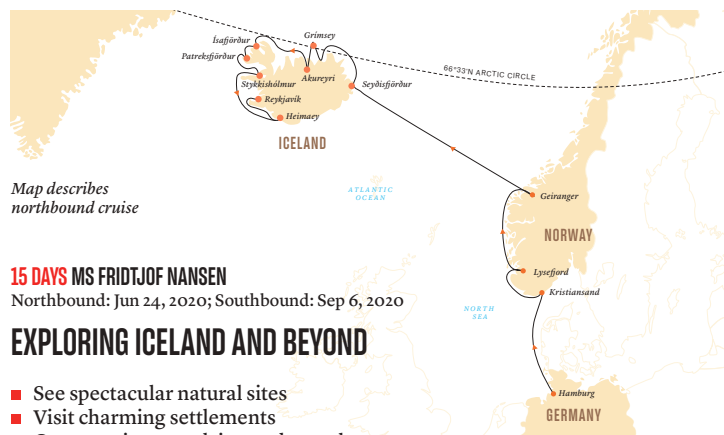 Grímsey
Ísafjörður
Patreksfjörður
Akureyri
Stykkishólmur
Seyðisfjörður
66°33'N ARCTIC CIRCLE
Reykjavík
Heimaey
ICELAND
Map describes
northbound cruise
ATLANTIC
OCEAN
Geiranger
NORWAY
Lysefjord
Kristiansand
NORTH
SEA
15 DAYS MS FRIDTJOF NANSEN
Northbound: Jun 24, 2020; Southbound: Sep 6, 2020
EXPLORING ICELAND AND BEYOND
See spectacular natural sites
Visit charming settlements
Hamburg
GERMANY